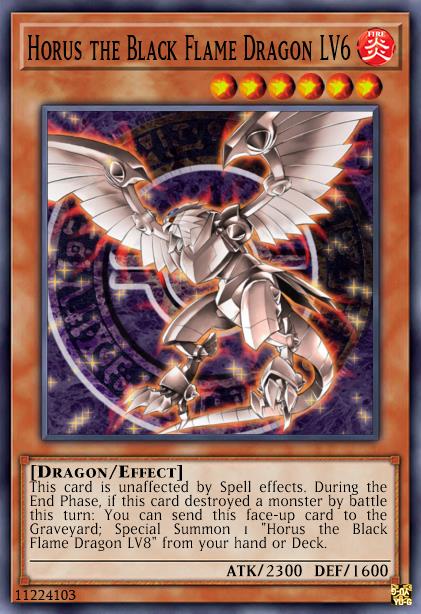 HORUS THE BLACK FLAME DRAGON LV6
FIRE
炎
[DRAGON/EFFECT]
This card is unaffected by Spell effects. During the
End Phase, if this card destroyed a monster by battle
this turn: You can send this face-up card to the
Graveyard; Special Summon 1 "Horus the Black
Flame Dragon LV8" from your hand or Deck.
ATK/2300 DEF/1600
11224103